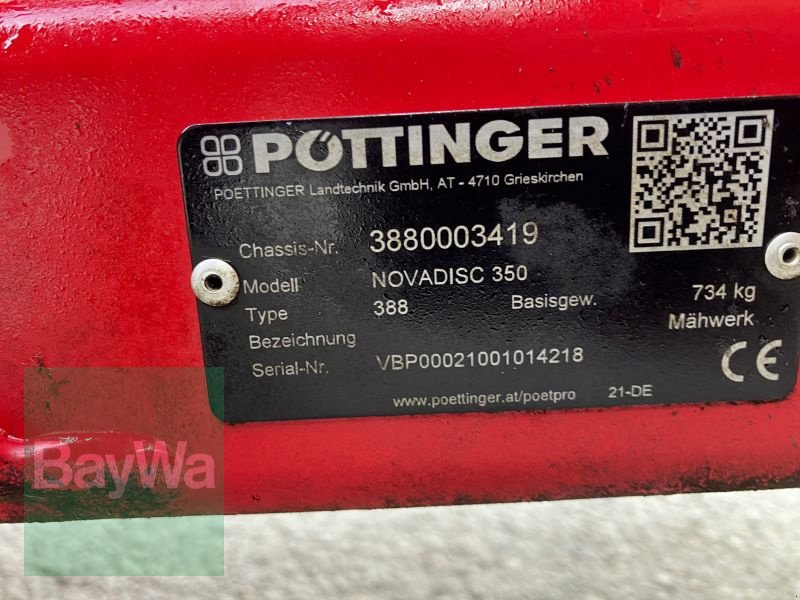 PÖTTINGER
POETTINGER Landtechnik GmbH, AT - 4710 Grieskirchen
Chassis-Nr. 3880003419
Modell NOVADISC 350
Type 388 Basisgew. 734 kg
Bezeichnung Mähwerk
Serial-Nr. VBP00021001014218
CE
www.poettinger.at/poetpro 21-DE
BayWa